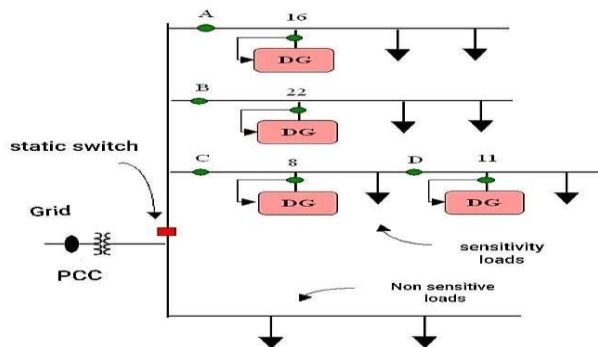 A
16
DG
B
22
DG
static switch
C
8
D
11
DG
DG
Grid
sensitivity
loads
PCC
Non sensitive
loads